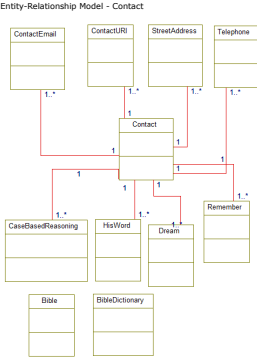 Entity-Relationship Model - Contact
ContactEmail
ContactURI
StreetAddress
Telephone
1..*
1..*
1..*
1..*
1
Contact
1
1
1
1
1
1
1
1
1..*
1..*
1..*
1..*
CaseBasedReasoning
HisWord
Dream
Remember
Bible
BibleDictionary